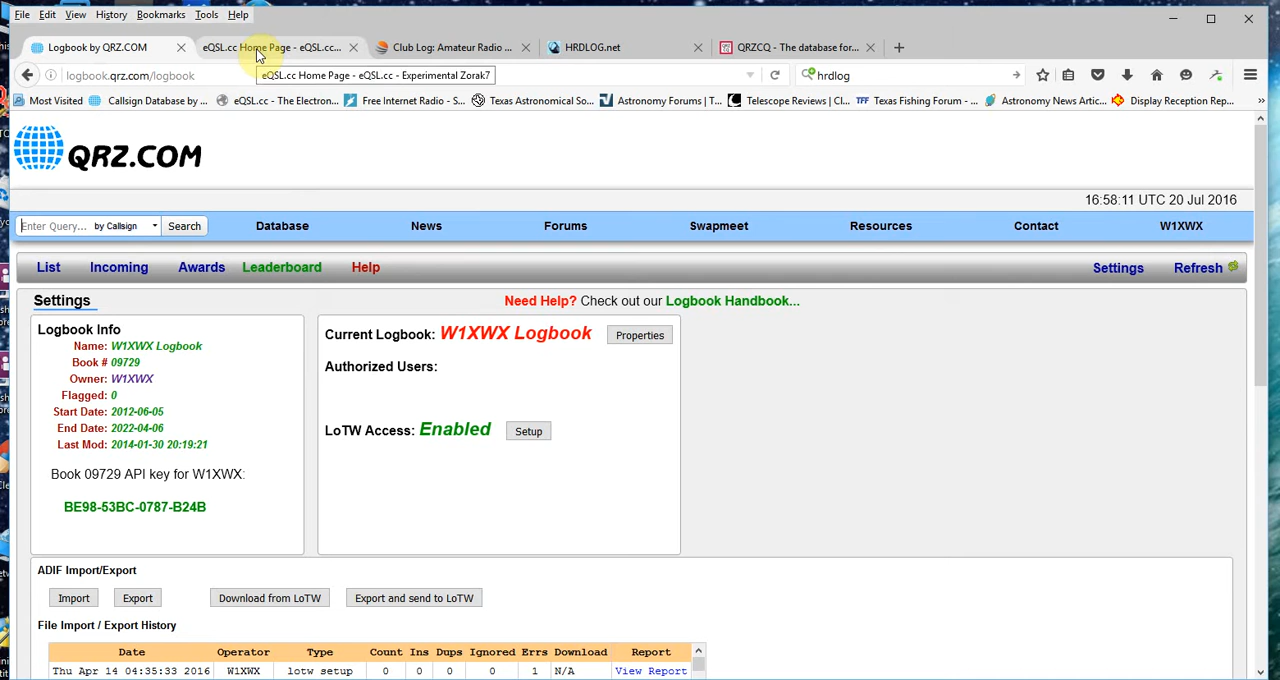 File Edit View History Bookmarks Tools Help
Logbook by QRZ.COM eQSL.cc Home Page - eQSL.cc... Club Log: Amateur Radio ... HRDLOG.net QRZCQ - The database for...
logbook.qrz.com/logbook eQSL.cc Home Page - eQSL.cc - Experimental Zorak7 hrdlog
Most Visited Callsign Database by ... eQSL.cc - The Electron... Free Internet Radio - S... Texas Astronomical So... Astronomy Forums | T... Telescope Reviews | Cl... TFF Texas Fishing Forum - ... Astronomy News Artic... Display Reception Rep...
QRZ.COM
16:58:11 UTC 20 Jul 2016
Enter Query... by Callsign Search Database News Forums Swapmeet Resources Contact W1XWX
List Incoming Awards Leaderboard Help Settings Refresh
Settings Need Help? Check out our Logbook Handbook...
Logbook Info
Name: W1XWX Logbook
Book # 09729
Owner: W1XWX
Flagged: 0
Start Date: 2012-06-05
End Date: 2022-04-06
Last Mod: 2014-01-30 20:19:21
Book 09729 API key for W1XWX:
BE98-53BC-0787-B24B
Current Logbook: W1XWX Logbook Properties
Authorized Users:
LoTW Access: Enabled Setup
ADIF Import/Export
Import Export Download from LoTW Export and send to LoTW
File Import / Export History
Date Operator Type Count Ins Dups Ignored Errs Download Report
Thu Apr 14 04:35:33 2016 W1XWX lotw setup 0 0 0 0 1 N/A View Report